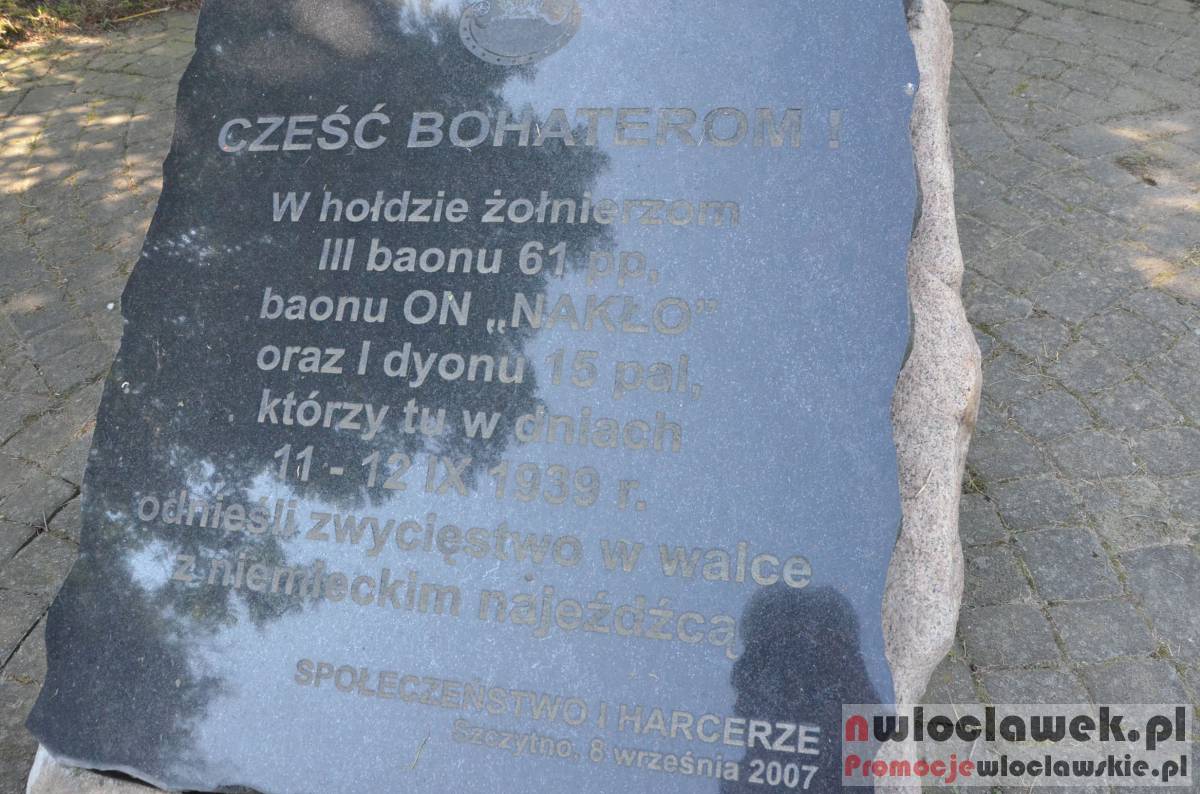 CZEŚĆ BOHATEROM !
W hołdzie żołnierzom
III baonu 61 pp,
baonu ON „NAKŁO”
oraz I dyonu 15 pal,
którzy tu w dniach
11 - 12 IX 1939 r.
odnieśli zwycięstwo w walce
z niemieckim najeźdźcą
SPOŁECZEŃSTWO I HARCERZE
Szczytno, 8 września 2007
nwloclawek.pl
Promocjewloclawskie.pl